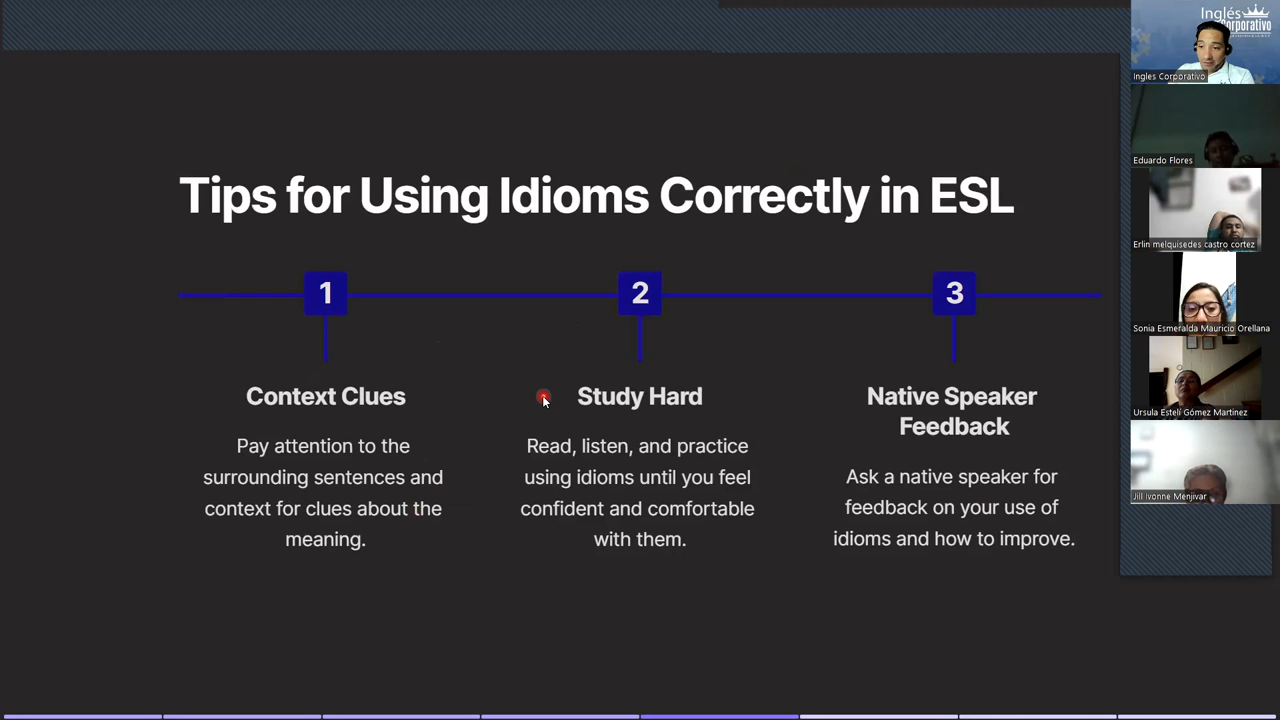 Tips for Using Idioms Correctly in ESL
1
2
3
Context Clues
Pay attention to the
surrounding sentences and
context for clues about the
meaning.
Study Hard
Read, listen, and practice
using idioms until you feel
confident and comfortable
with them.
Native Speaker
Feedback
Ask a native speaker for
feedback on your use of
idioms and how to improve.
Inglés
Corporativo
Ingles Corporativo
Eduardo Flores
Erlin melquisedes castro cortez
Sonia Esmeralda Mauricio Orellana
Ursula Estelí Gómez Martínez
Jill Ivonne Menjivar